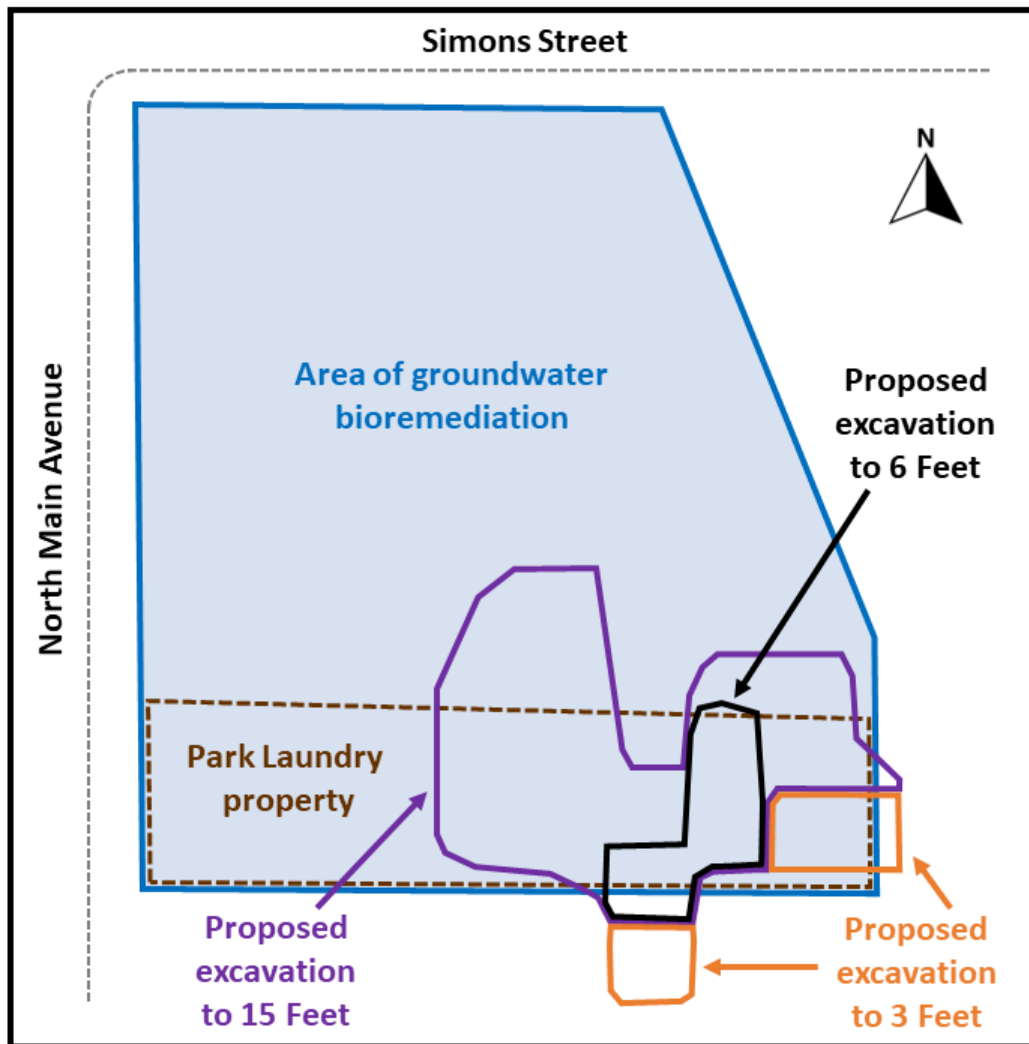 Simons Street
N
North Main Avenue
Area of groundwater
bioremediation
Proposed
excavation
to 6 Feet
Park Laundry
property
Proposed
excavation
to 15 Feet
Proposed
excavation
to 3 Feet